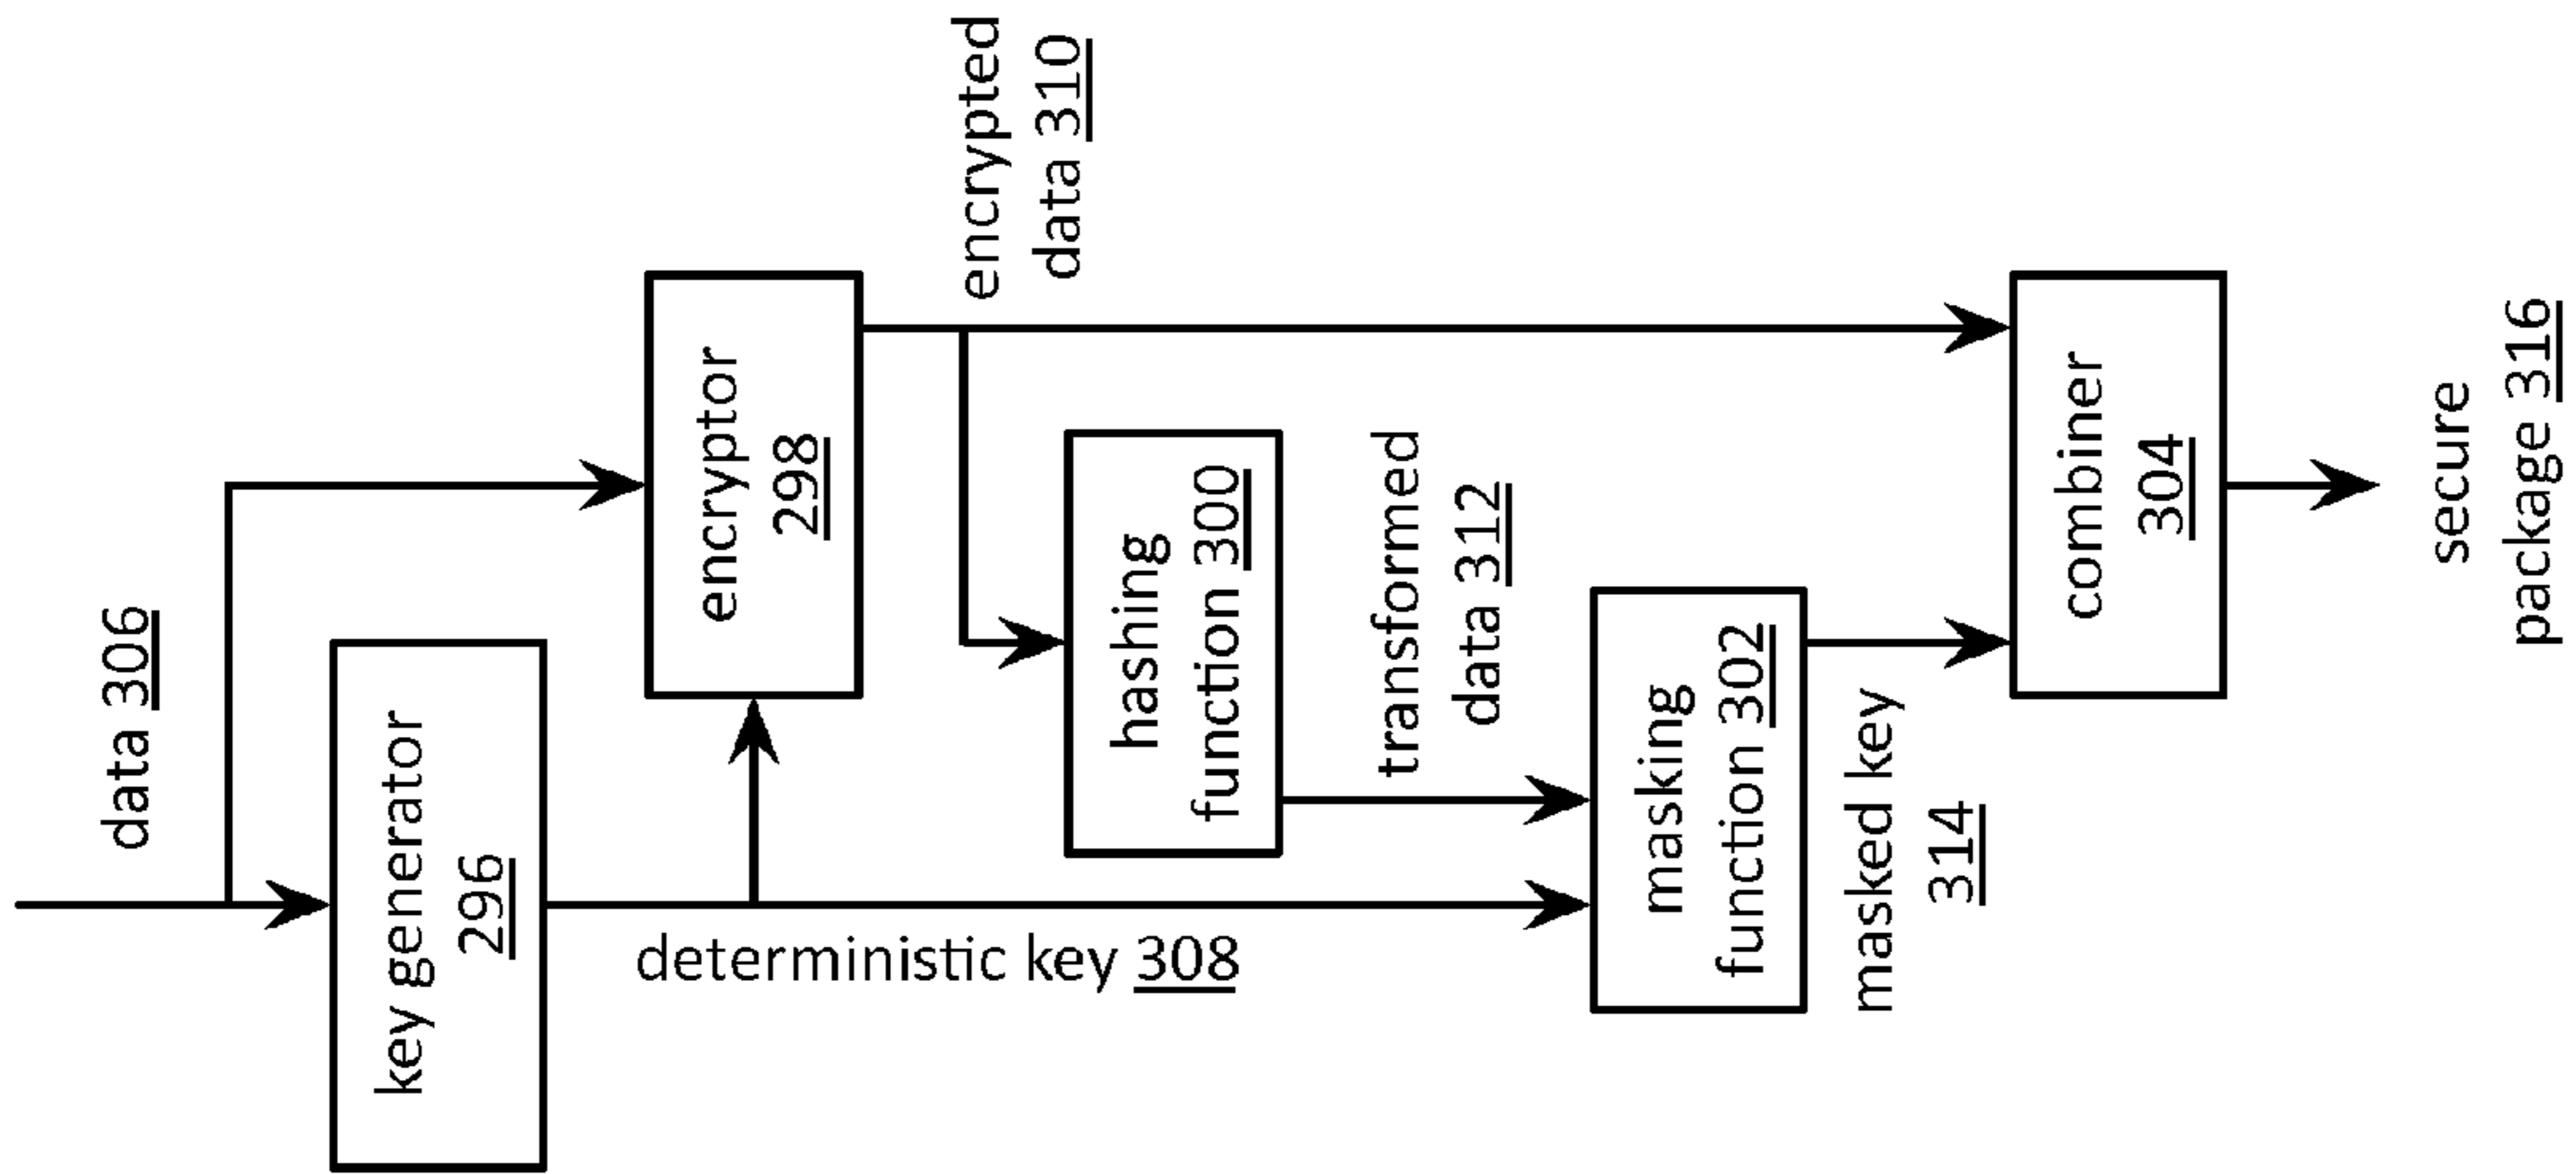 data 306
key generator
296
encryptor
298
encrypted
data 310
deterministic key 308
hashing
function 300
transformed
data 312
masking
function 302
masked key
314
combiner
304
secure
package 316